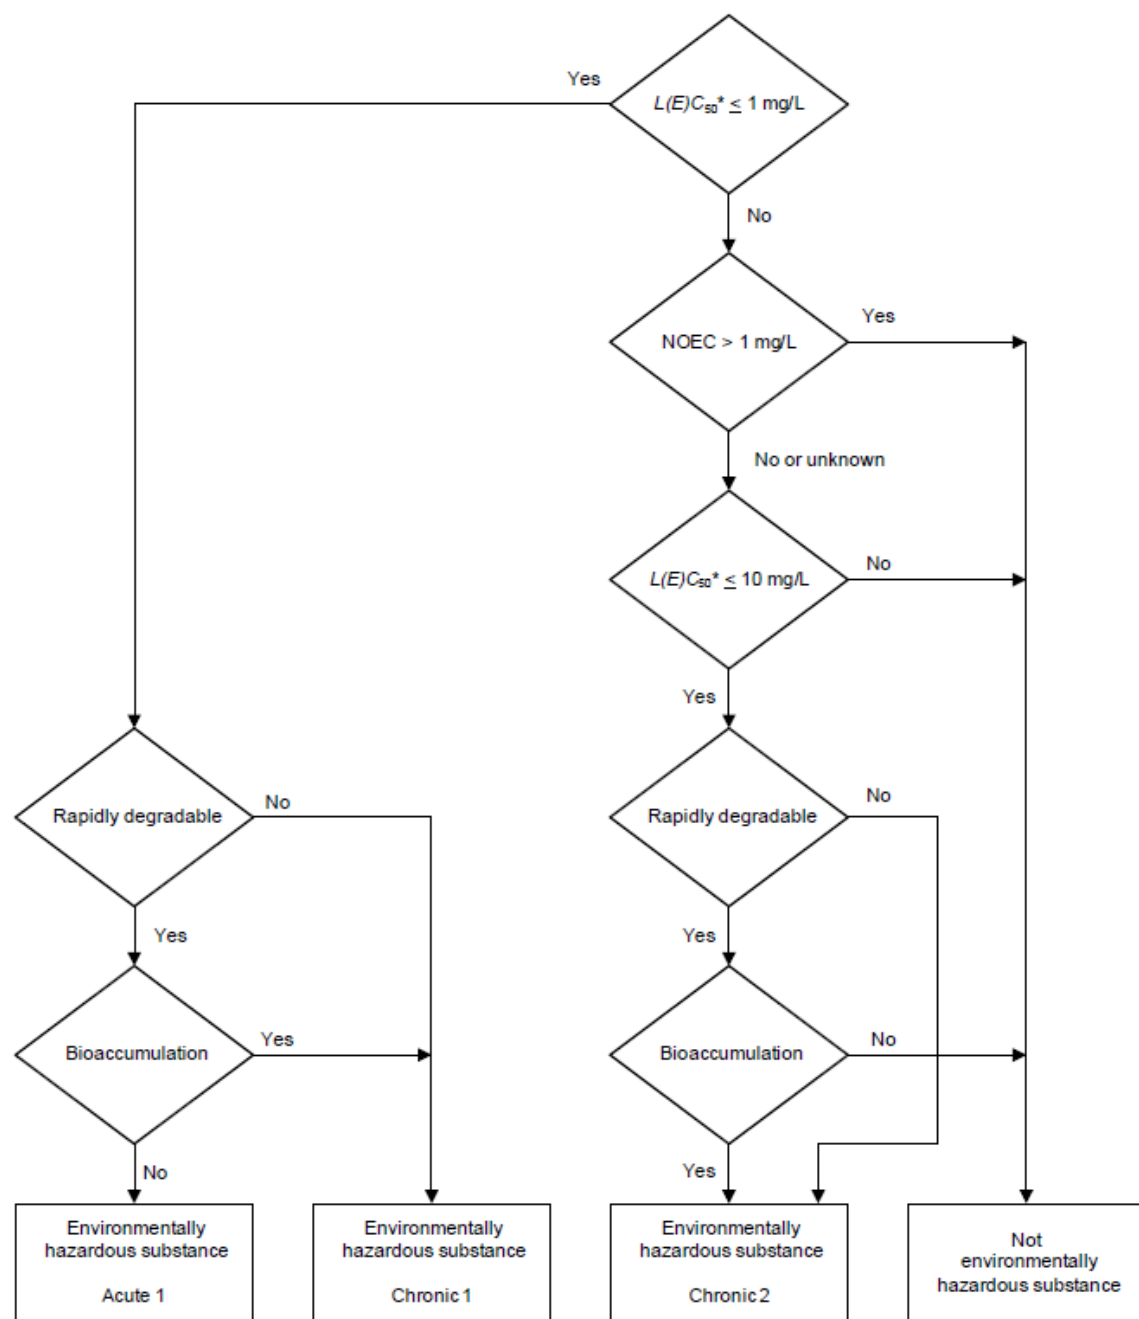 Yes
L(E)C₅₀* ≤ 1 mg/L
No
NOEC > 1 mg/L
Yes
No or unknown
L(E)C₅₀* ≤ 10 mg/L
No
Yes
Rapidly degradable
No
Rapidly degradable
No
Yes
Yes
Bioaccumulation
Yes
Bioaccumulation
No
No
Yes
Environmentally
hazardous substance
Acute 1
Environmentally
hazardous substance
Chronic 1
Environmentally
hazardous substance
Chronic 2
Not
environmentally
hazardous substance